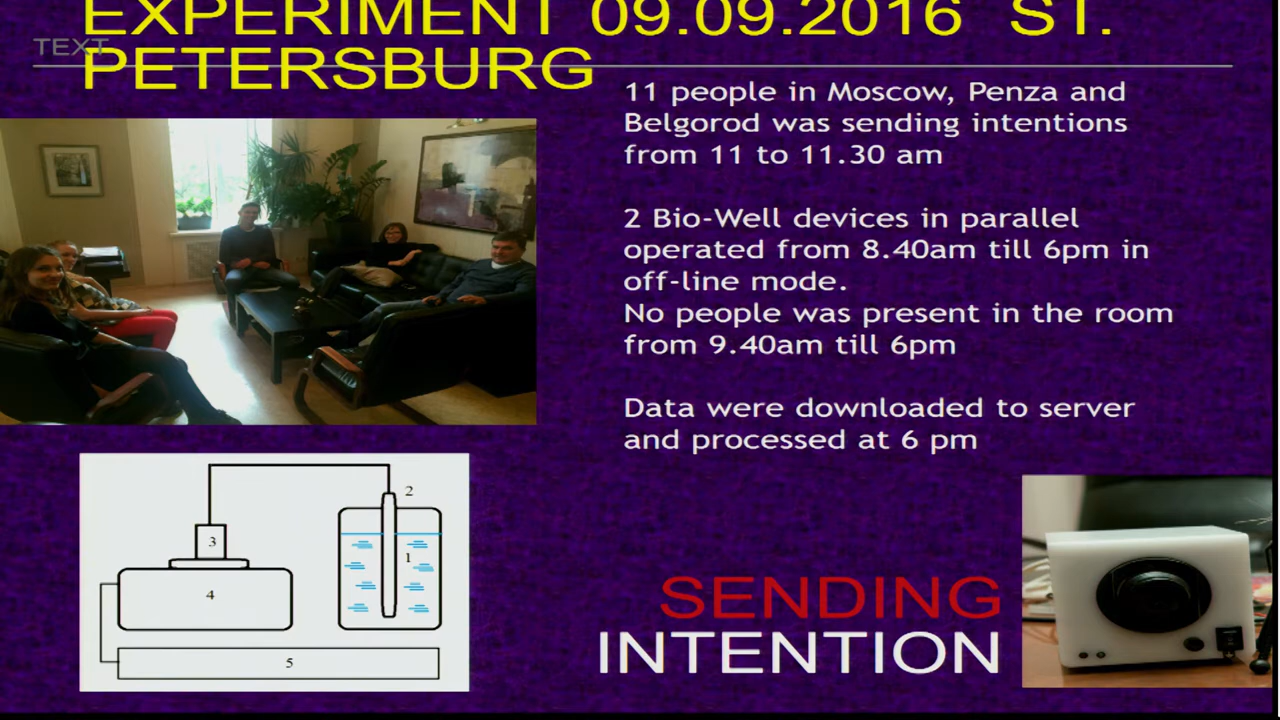 EXPERIMENT 09.09.2016 ST.
PETERSBURG
TEXT
11 people in Moscow, Penza and
Belgorod was sending intentions
from 11 to 11.30 am
2 Bio-Well devices in parallel
operated from 8.40am till 6pm in
off-line mode.
No people was present in the room
from 9.40am till 6pm
Data were downloaded to server
and processed at 6 pm
2
3
1
4
5
SENDING
INTENTION